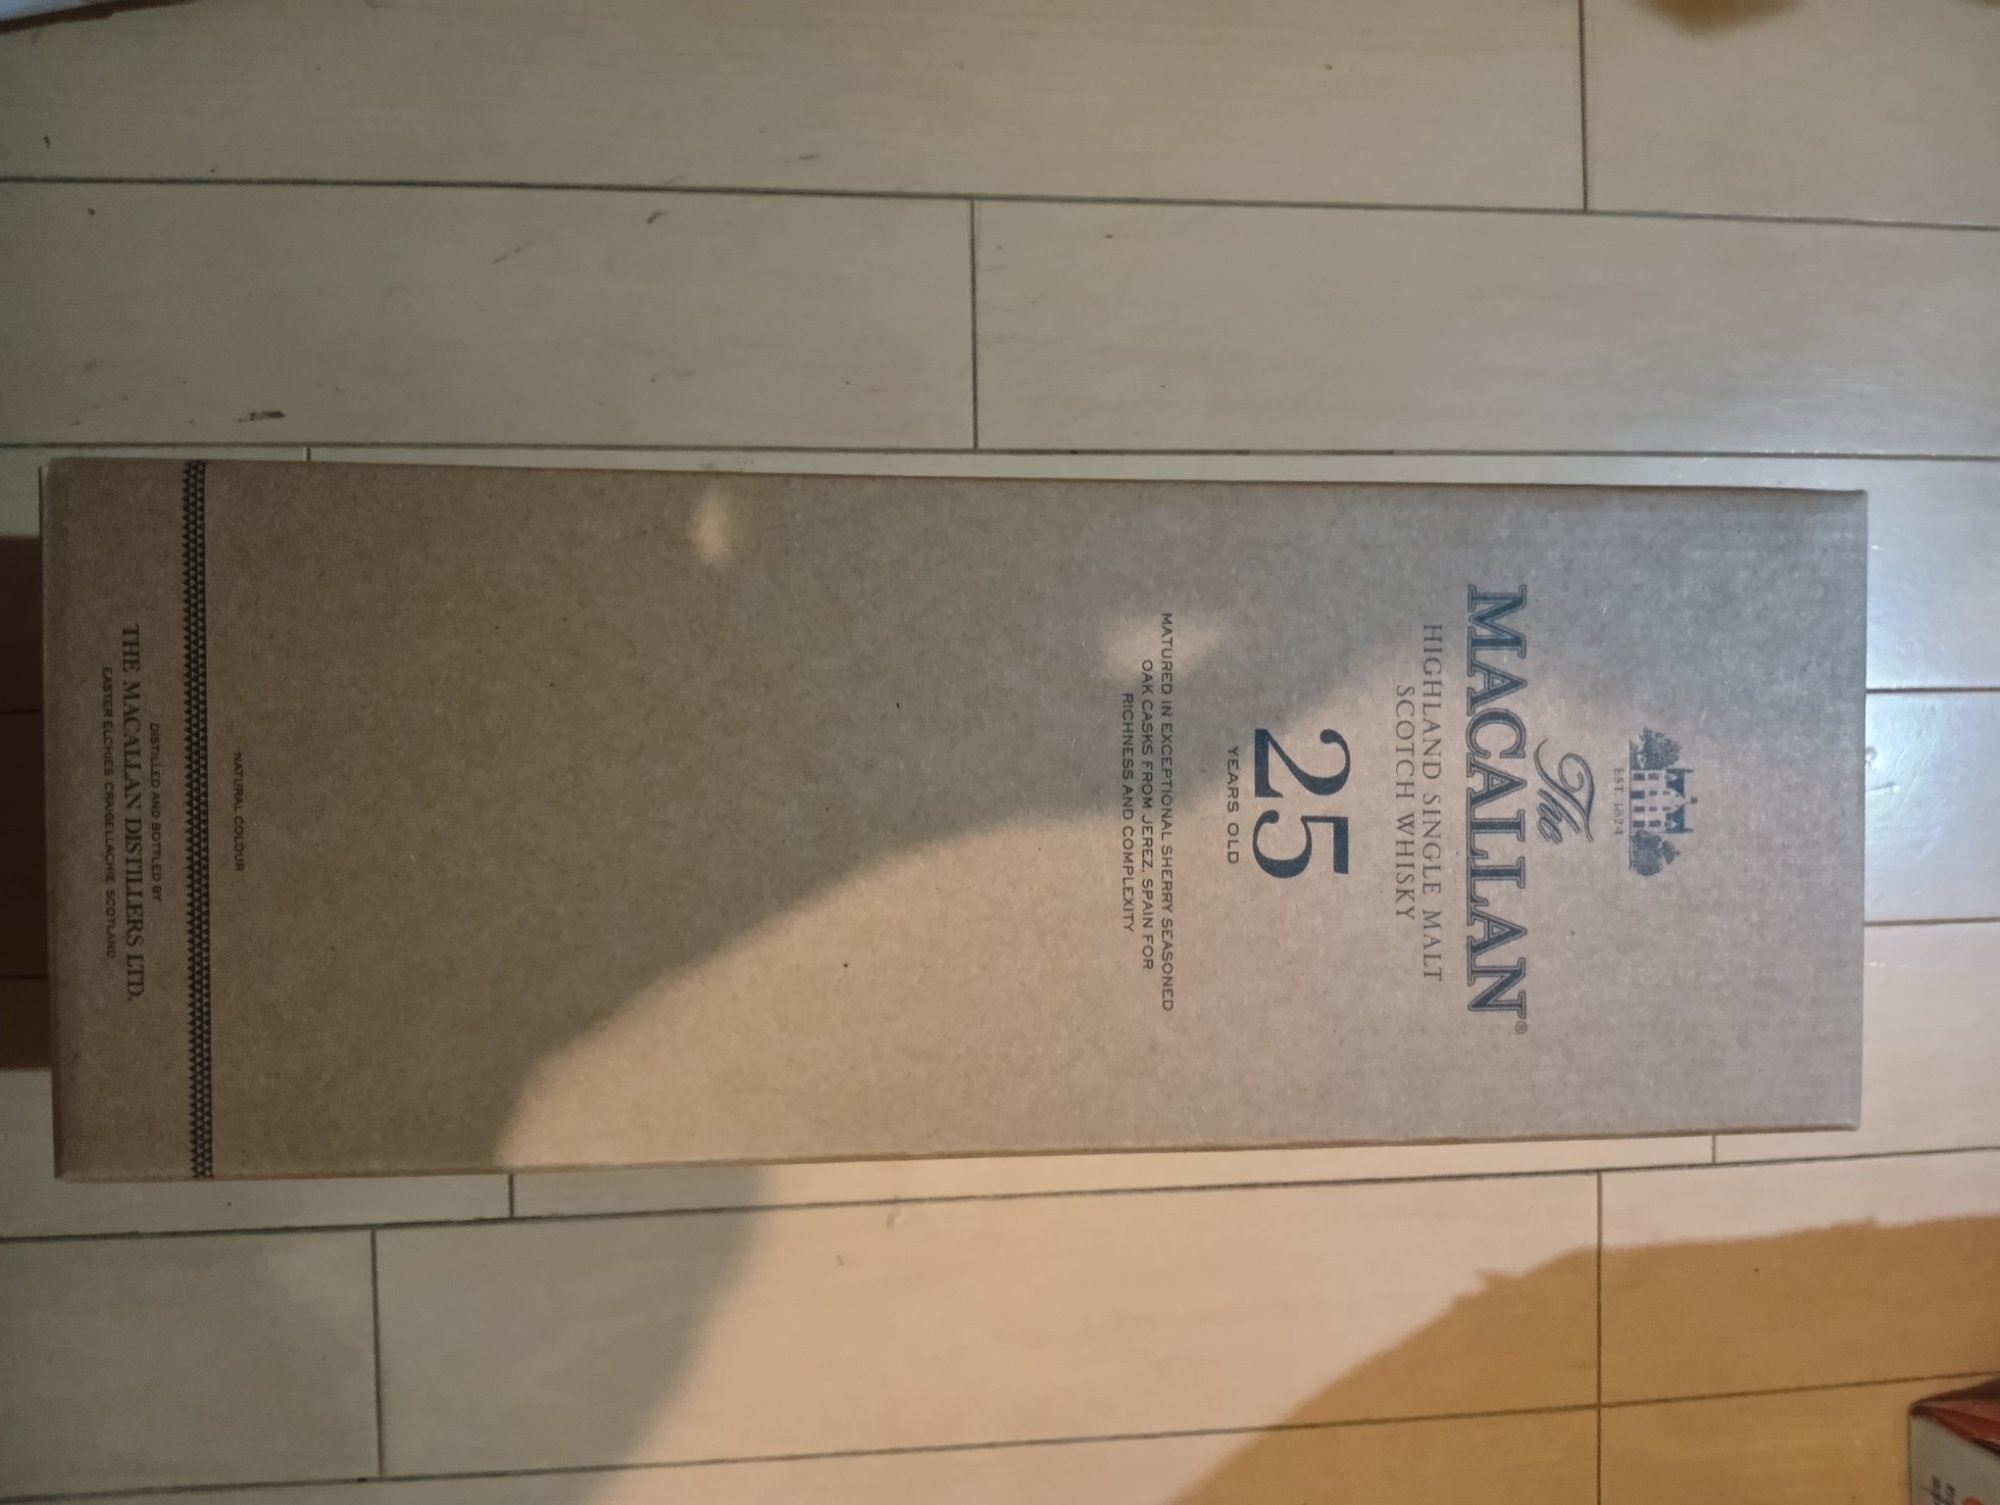 EST. 1824
The
MACALLAN®
HIGHLAND SINGLE MALT
SCOTCH WHISKY
25
YEARS OLD
MATURED IN EXCEPTIONAL SHERRY SEASONED
OAK CASKS FROM JEREZ, SPAIN FOR
RICHNESS AND COMPLEXITY
NATURAL COLOUR
DISTILLED AND BOTTLED BY
THE MACALLAN DISTILLERS LTD.
EASTER ELCHIES CRAIGELLACHIE SCOTLAND